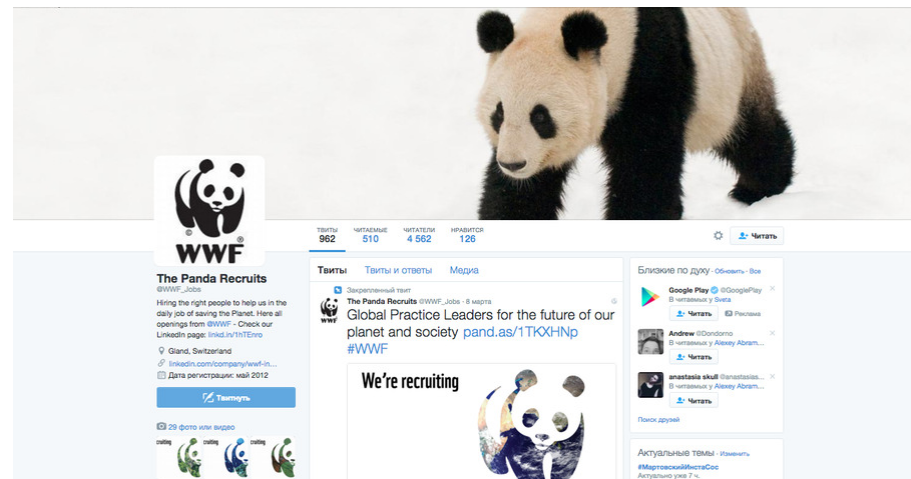 ТВИТЫ ЧИТАЕМЫЕ ЧИТАТЕЛИ НРАВИТСЯ
962 510 4 562 126
Читать
© WWF ®
The Panda Recruits
@WWF_Jobs
Hiring the right people to help us in the
daily job of saving the Planet. Here all
openings from @WWF - Check our
LinkedIn page: linkd.in/1hTEnro
Gland, Switzerland
linkedin.com/company/wwf-in...
Дата регистрации: май 2012
Твитнуть
29 фото или видео
cruiting cruiting cruiting
Твиты Твиты и ответы Медиа
Закрепленный твит
The Panda Recruits @WWF_Jobs · 8 марта
WWF
Global Practice Leaders for the future of our
planet and society pand.as/1TKXHNp
#WWF
We're recruiting
Близкие по духу · Обновить · Все
Google Play @GooglePlay
В читаемых у Sveta
Читать Реклама
Andrew @Dondorno
В читаемых у Alexey Abram...
Читать
anastasia skull @anastasias...
В читаемых у Alexey Abram...
Читать
Поиск друзей
Актуальные темы · Изменить
#МартовскийИнстаСос
Актуально уже 7 ч.